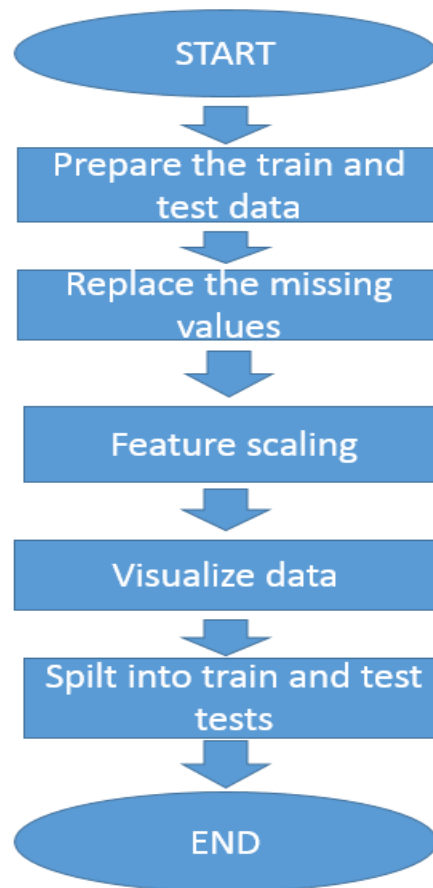 START
Prepare the train and
test data
Replace the missing
values
Feature scaling
Visualize data
Spilt into train and test
tests
END